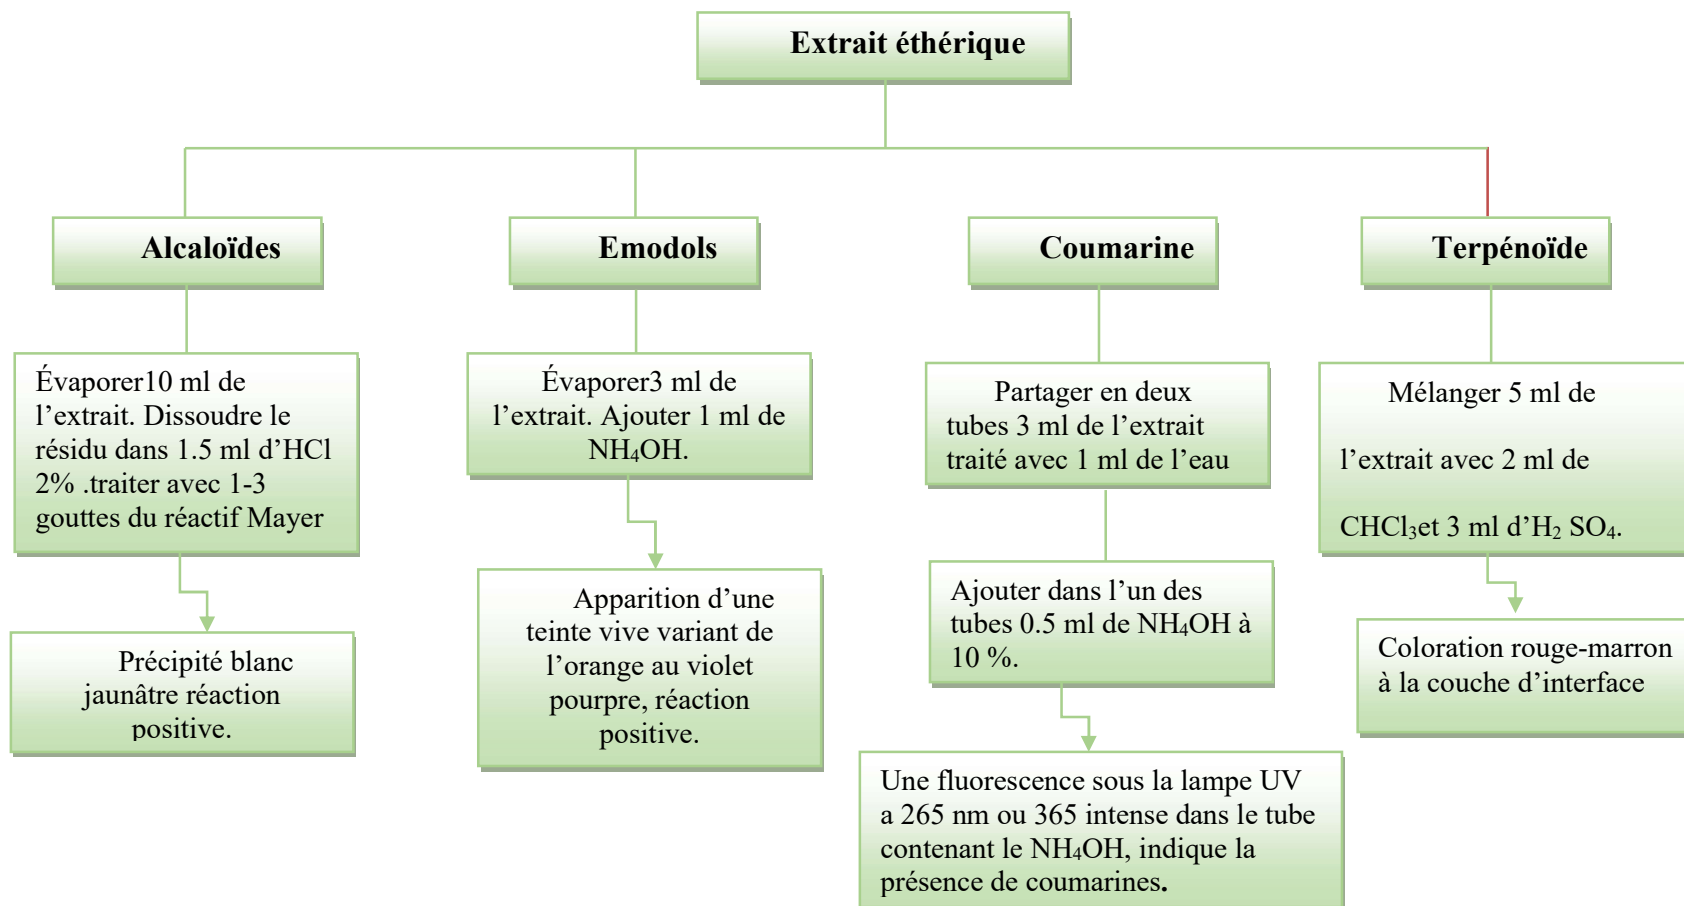 Extrait éthérique
Alcaloïdes
Évaporer10 ml de
l’extrait. Dissoudre le
résidu dans 1.5 ml d’HCl
2% .traiter avec 1-3
gouttes du réactif Mayer
Précipité blanc
jaunâtre réaction
positive.
Emodols
Évaporer3 ml de
l’extrait. Ajouter 1 ml de
NH₄OH.
Apparition d’une
teinte vive variant de
l’orange au violet
pourpre, réaction
positive.
Coumarine
Partager en deux
tubes 3 ml de l’extrait
traité avec 1 ml de l’eau
Ajouter dans l’un des
tubes 0.5 ml de NH₄OH à
10 %.
Une fluorescence sous la lampe UV
a 265 nm ou 365 intense dans le tube
contenant le NH₄OH, indique la
présence de coumarines.
Terpénoïde
Mélanger 5 ml de
l’extrait avec 2 ml de
CHCl₃et 3 ml d’H₂ SO₄.
Coloration rouge-marron
à la couche d’interface